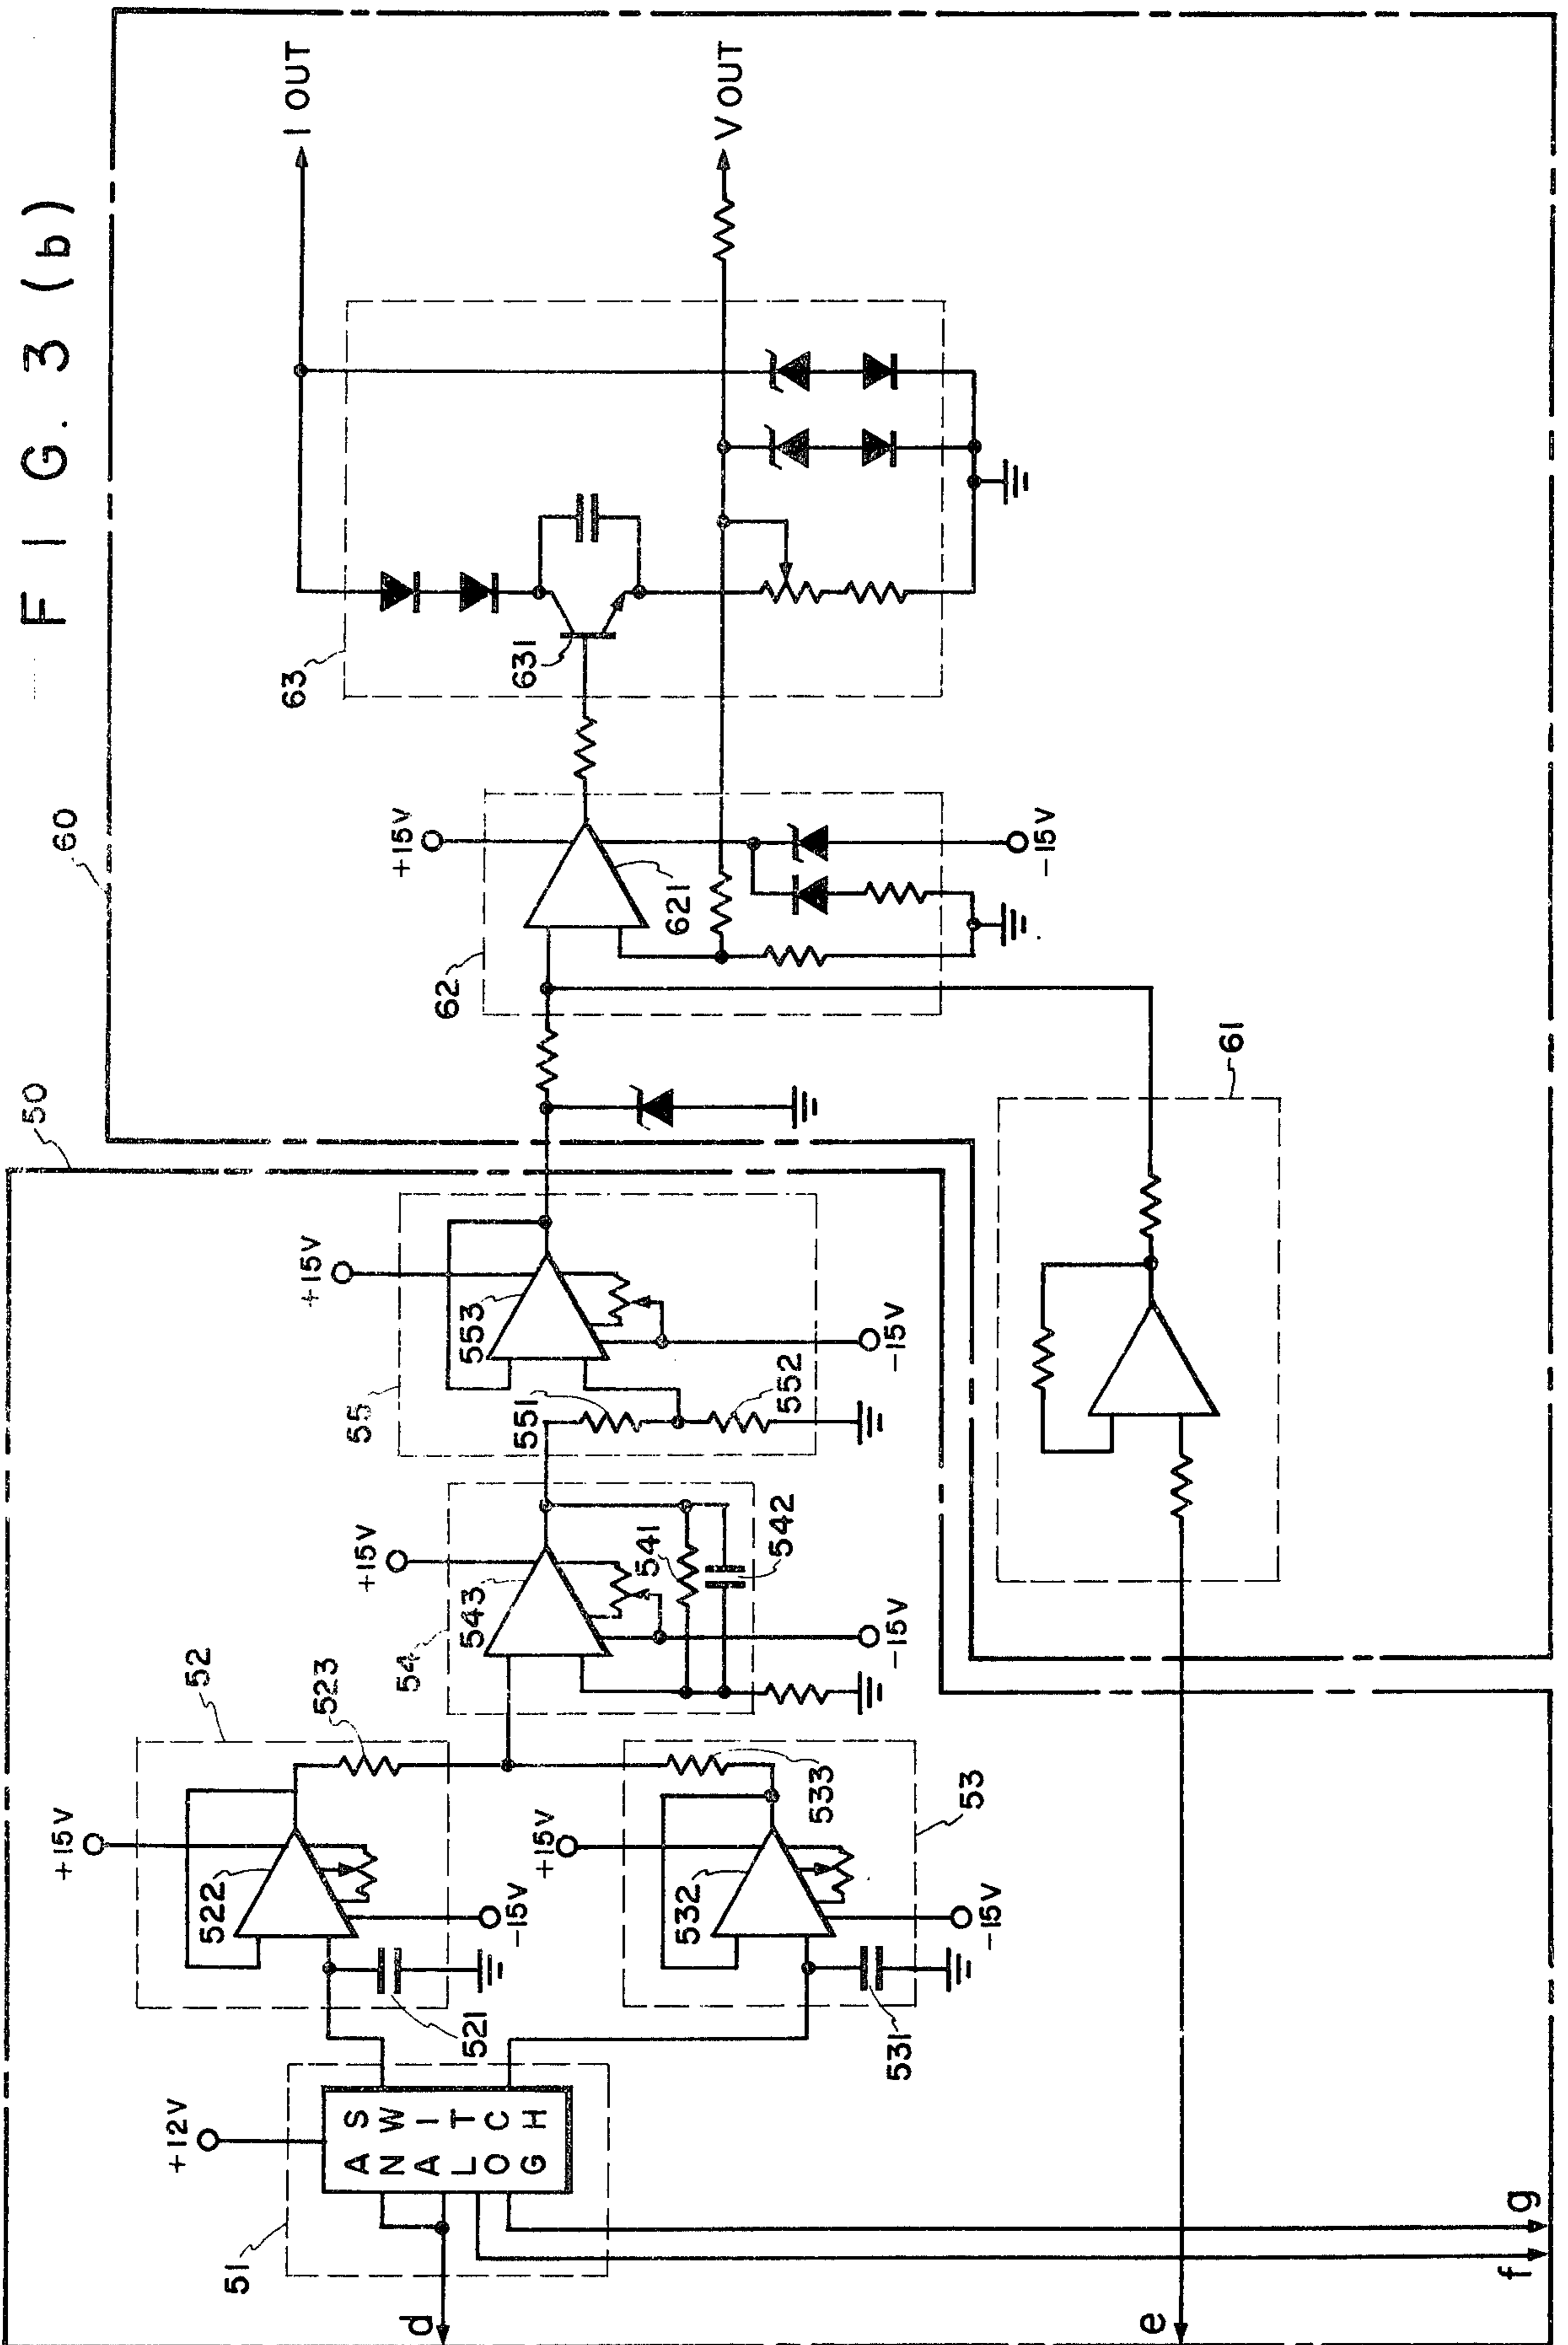 FIG. 3 (b)
60
50
I OUT
V OUT
63
631
+15V
621
62
-15V
61
+15V
553
55
551
552
-15V
+15V
543
54
541
542
-15V
52
523
+15V
522
-15V
521
53
533
+15V
532
-15V
531
+12V
ANALOG
SWITCH
51
d
e
f
g